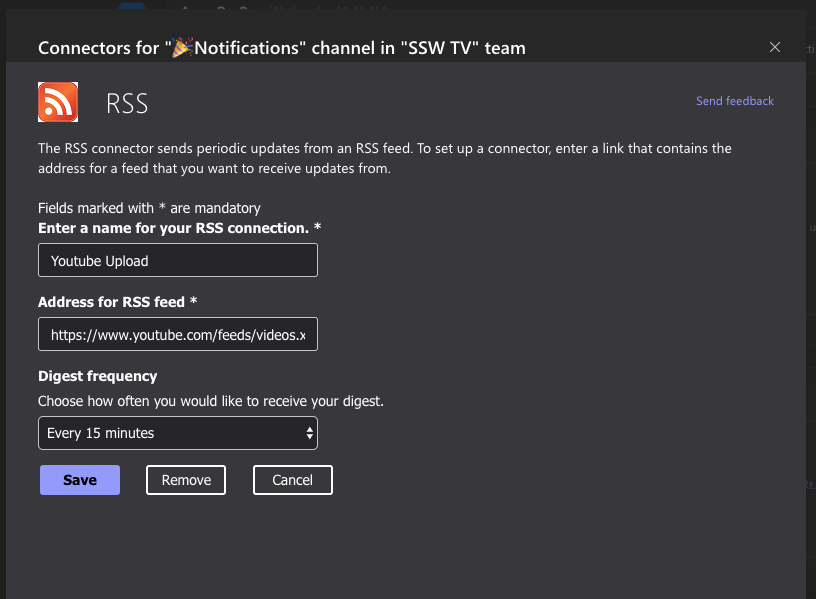 Connectors for "🎉Notifications" channel in "SSW TV" team
RSS
Send feedback
The RSS connector sends periodic updates from an RSS feed. To set up a connector, enter a link that contains the
address for a feed that you want to receive updates from.
Fields marked with * are mandatory
Enter a name for your RSS connection. *
Youtube Upload
Address for RSS feed *
https://www.youtube.com/feeds/videos.x
Digest frequency
Choose how often you would like to receive your digest.
Every 15 minutes
Save Remove Cancel